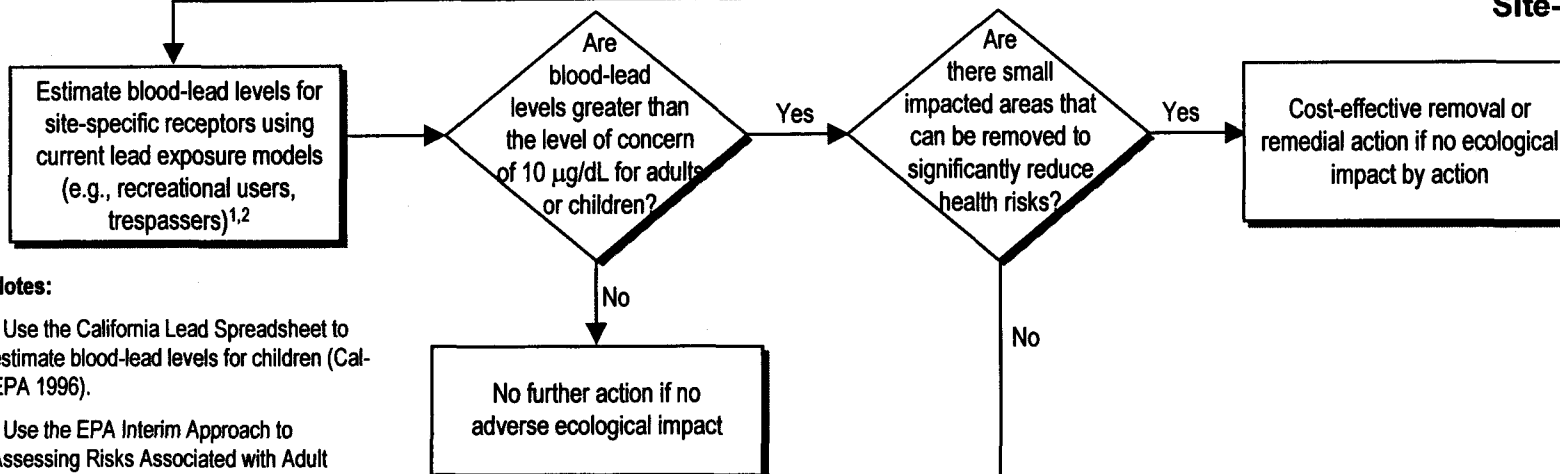 Site-
Estimate blood-lead levels for
site-specific receptors using
current lead exposure models
(e.g., recreational users,
trespassers)1,2
Are
blood-lead
levels greater than
the level of concern
of 10 µg/dL for adults
or children?
Yes
Are
there small
impacted areas that
can be removed to
significantly reduce
health risks?
Yes
Cost-effective removal or
remedial action if no ecological
impact by action
No
No further action if no
adverse ecological impact
No
Notes:
Use the California Lead Spreadsheet to
estimate blood-lead levels for children (Cal-
EPA 1996).
Use the EPA Interim Approach to
Assessing Risks Associated with Adult